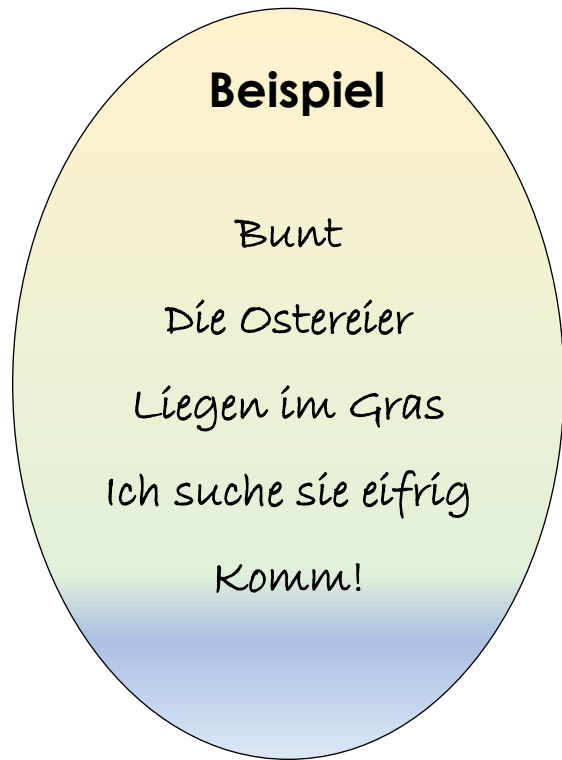 Beispiel
Bunt
Die Ostereier
Liegen im Gras
Ich suche sie eifrig
Komm!